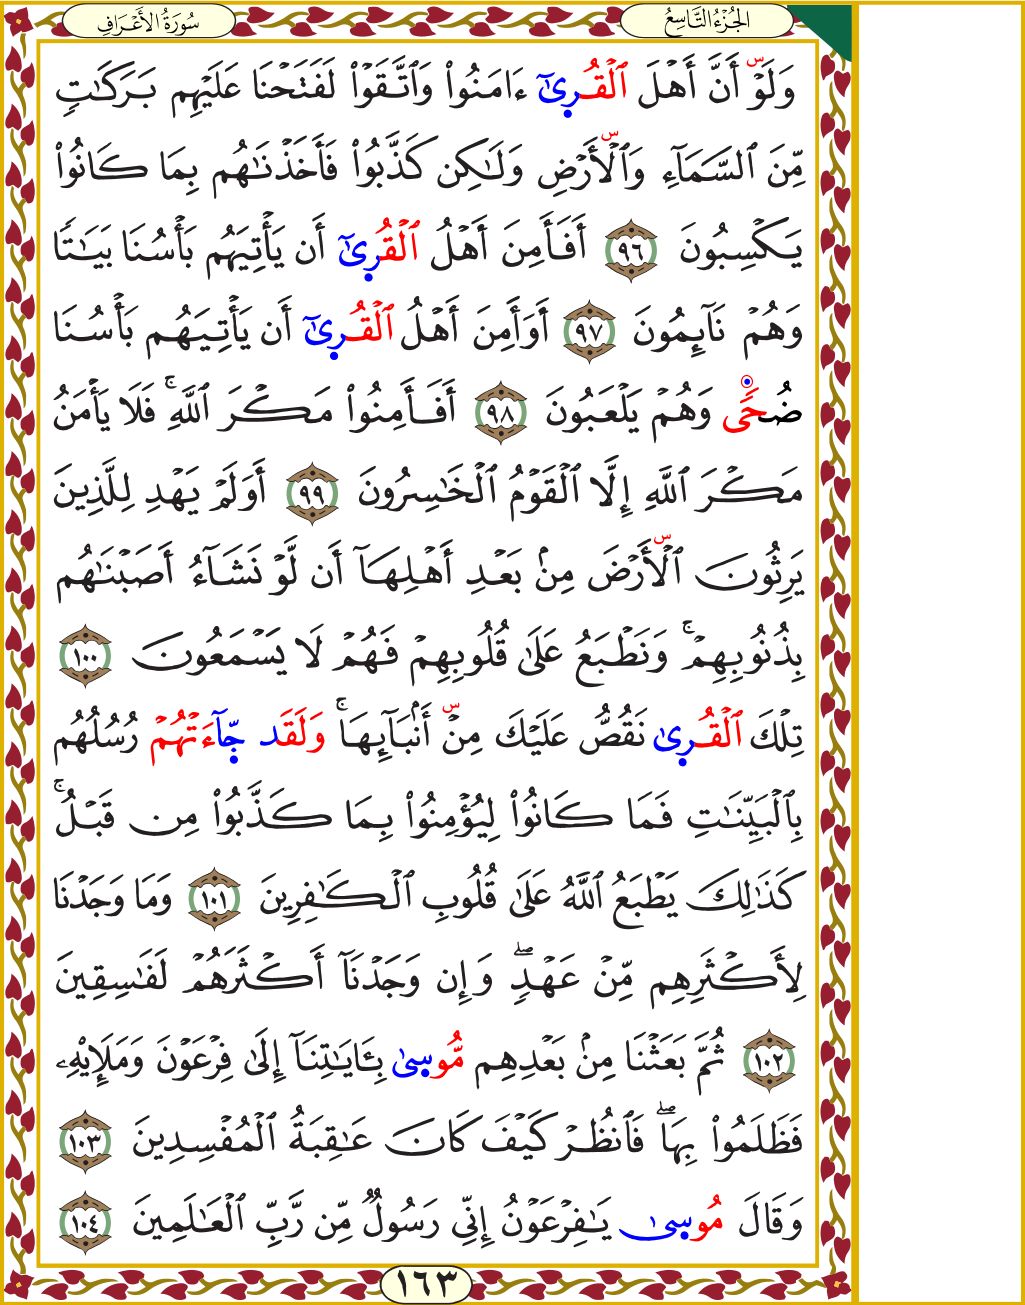 الجُزْءُ التَّاسِعُ
سُورَةُ الأَعْرَافِ
وَلَوۡ أَنَّ أَهۡلَ ٱلۡقُرِىٰٓ ءَامَنُواْ وَٱتَّقَوۡاْ لَفَتَحۡنَا عَلَيۡهِم بَرَكَٰتٖ
مِّنَ ٱلسَّمَآءِ وَٱلۡأَرۡضِ وَلَٰكِن كَذَّبُواْ فَأَخَذۡنَٰهُم بِمَا كَانُواْ
يَكۡسِبُونَ ٩٦ أَفَأَمِنَ أَهۡلُ ٱلۡقُرِىٰٓ أَن يَأۡتِيَهُم بَأۡسُنَا بَيَٰتٗا
وَهُمۡ نَآئِمُونَ ٩٧ أَوَأَمِنَ أَهۡلُ ٱلۡقُرِىٰٓ أَن يَأۡتِيَهُم بَأۡسُنَا
ضُحٗى وَهُمۡ يَلۡعَبُونَ ٩٨ أَفَأَمِنُواْ مَكۡرَ ٱللَّهِۚ فَلَا يَأۡمَنُ
مَكۡرَ ٱللَّهِ إِلَّا ٱلۡقَوۡمُ ٱلۡخَٰسِرُونَ ٩٩ أَوَلَمۡ يَهۡدِ لِلَّذِينَ
يَرِثُونَ ٱلۡأَرۡضَ مِنۢ بَعۡدِ أَهۡلِهَآ أَن لَّوۡ نَشَآءُ أَصَبۡنَٰهُم
بِذُنُوبِهِمۡۚ وَنَطۡبَعُ عَلَىٰ قُلُوبِهِمۡ فَهُمۡ لَا يَسۡمَعُونَ ١٠٠
تِلۡكَ ٱلۡقُرِىٰ نَقُصُّ عَلَيۡكَ مِنۡ أَنۢبَآئِهَاۚ وَلَقَد جِّآءَتۡهُمۡ رُسُلُهُم
بِٱلۡبَيِّنَٰتِ فَمَا كَانُواْ لِيُؤۡمِنُواْ بِمَا كَذَّبُواْ مِن قَبۡلُۚ
كَذَٰلِكَ يَطۡبَعُ ٱللَّهُ عَلَىٰ قُلُوبِ ٱلۡكَٰفِرِينَ ١٠١ وَمَا وَجَدۡنَا
لِأَكۡثَرِهِم مِّنۡ عَهۡدٖۖ وَإِن وَجَدۡنَآ أَكۡثَرَهُمۡ لَفَٰسِقِينَ
١٠٢ ثُمَّ بَعَثۡنَا مِنۢ بَعۡدِهِم مُّوسِىٰ بِـَٔايَٰتِنَآ إِلَىٰ فِرۡعَوۡنَ وَمَلَإِيْهِۦ
فَظَلَمُواْ بِهَاۖ فَٱنظُرۡ كَيۡفَ كَانَ عَٰقِبَةُ ٱلۡمُفۡسِدِينَ ١٠٣
وَقَالَ مُوسِىٰ يَٰفِرۡعَوۡنُ إِنِّي رَسُولٞ مِّن رَّبِّ ٱلۡعَٰلَمِينَ ١٠٤
١٦٣